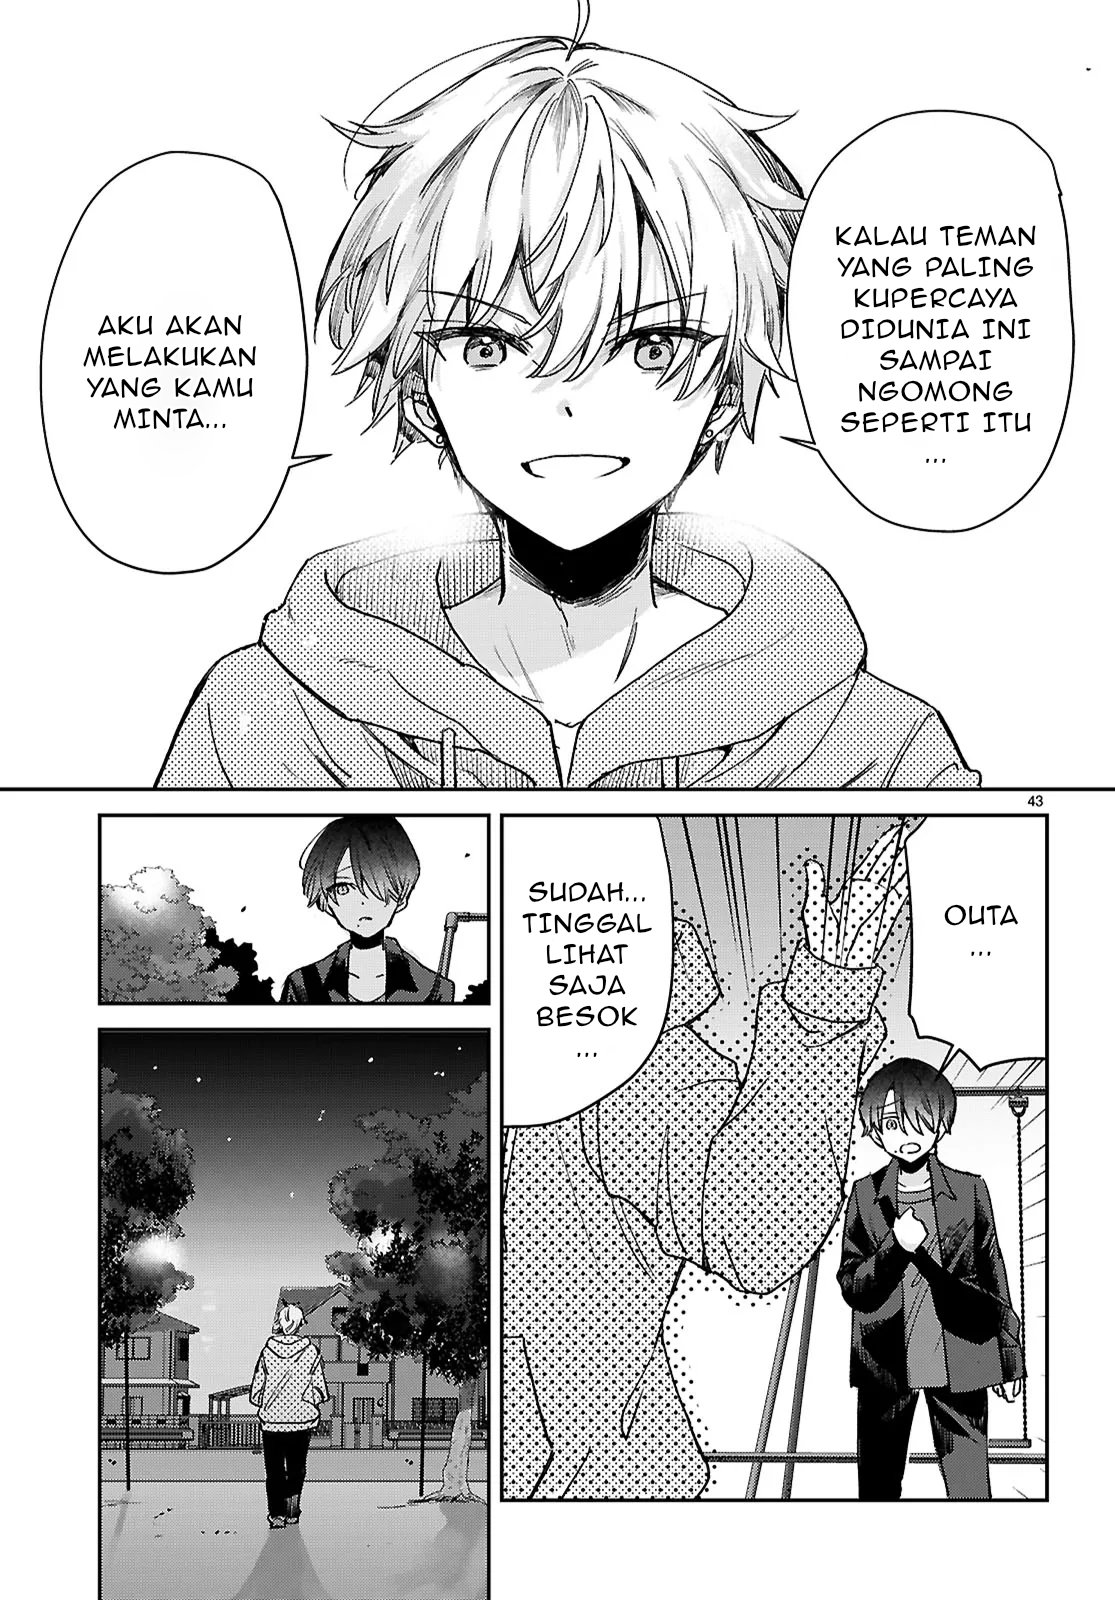 KALAU TEMAN
YANG PALING
KUPERCAYA
DIDUNIA INI
SAMPAI
NGOMONG
SEPERTI ITU
...
AKU AKAN
MELAKUKAN
YANG KAMU
MINTA...
43
OUTA
...
SUDAH...
TINGGAL
LIHAT
SAJA
BESOK
...